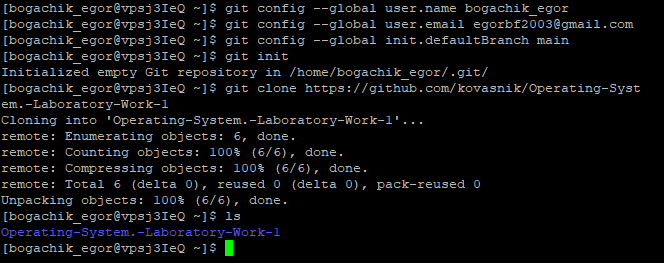 [bogachik_egor@vpsj3IeQ ~]$ git config --global user.name bogachik_egor
[bogachik_egor@vpsj3IeQ ~]$ git config --global user.email egorbf2003@gmail.com
[bogachik_egor@vpsj3IeQ ~]$ git config --global init.defaultBranch main
[bogachik_egor@vpsj3IeQ ~]$ git init
Initialized empty Git repository in /home/bogachik_egor/.git/
[bogachik_egor@vpsj3IeQ ~]$ git clone https://github.com/kovasnik/Operating-Syst
em.-Laboratory-Work-1
Cloning into 'Operating-System.-Laboratory-Work-1'...
remote: Enumerating objects: 6, done.
remote: Counting objects: 100% (6/6), done.
remote: Compressing objects: 100% (6/6), done.
remote: Total 6 (delta 0), reused 0 (delta 0), pack-reused 0
Unpacking objects: 100% (6/6), done.
[bogachik_egor@vpsj3IeQ ~]$ ls
Operating-System.-Laboratory-Work-1
[bogachik_egor@vpsj3IeQ ~]$